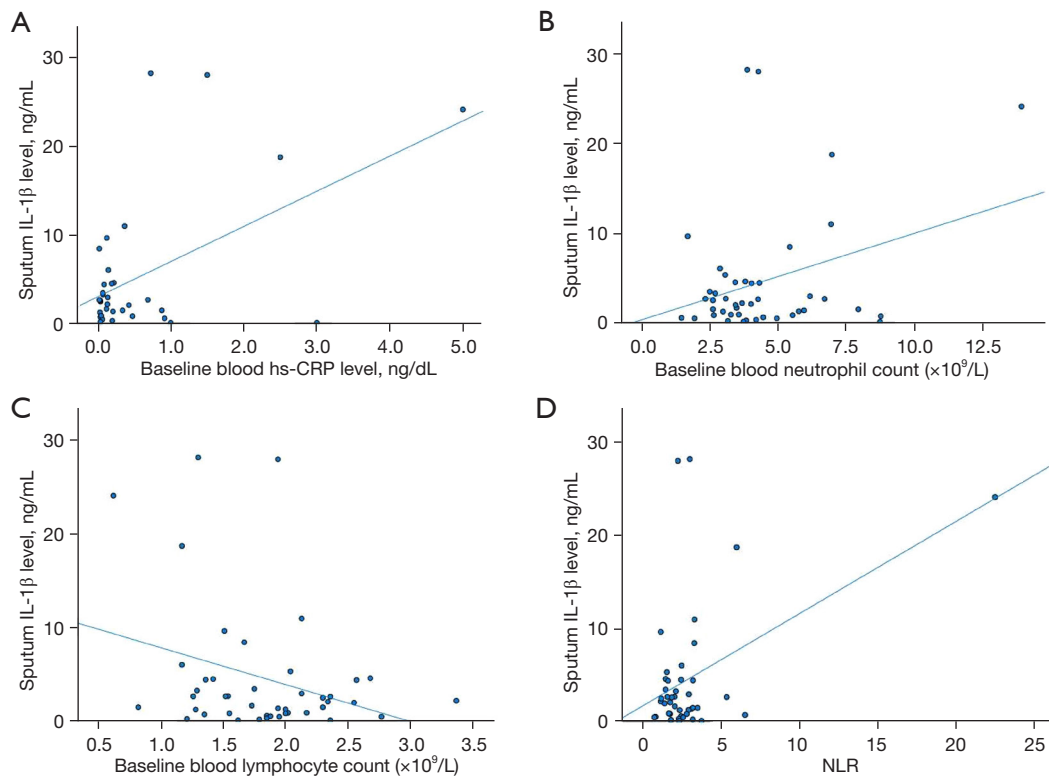 A
Sputum IL-1β level, ng/mL
30
20
10
0
0.0 1.0 2.0 3.0 4.0 5.0
Baseline blood hs-CRP level, ng/dL
B
Sputum IL-1β level, ng/mL
30
20
10
0
0.0 2.5 5.0 7.5 10.0 12.5
Baseline blood neutrophil count (×10⁹/L)
C
Sputum IL-1β level, ng/mL
30
20
10
0
0.5 1.0 1.5 2.0 2.5 3.0 3.5
Baseline blood lymphocyte count (×10⁹/L)
D
Sputum IL-1β level, ng/mL
30
20
10
0
0 5 10 15 20 25
NLR